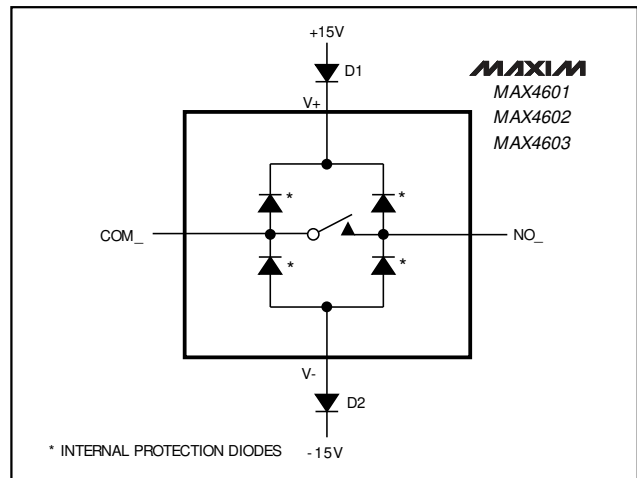 +15V
D1
MAXIM
V+
MAX4601
MAX4602
MAX4603
*
*
COM_
NO_
*
*
V-
D2
* INTERNAL PROTECTION DIODES
-15V